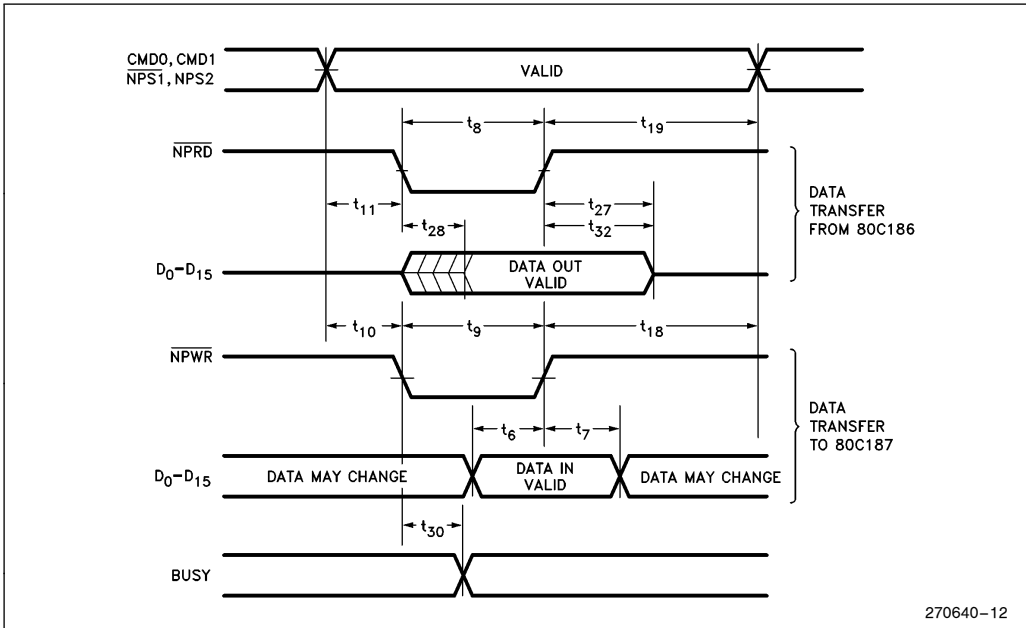 CMD0, CMD1
NPS1, NPS2
VALID
t8
t19
NPRD
t11
t28
t27
t32
DATA
TRANSFER
FROM 80C186
D0–D15
DATA OUT
VALID
t10
t9
t18
NPWR
t6
t7
DATA
TRANSFER
TO 80C187
D0–D15
DATA MAY CHANGE
DATA IN
VALID
DATA MAY CHANGE
t30
BUSY
270640–12